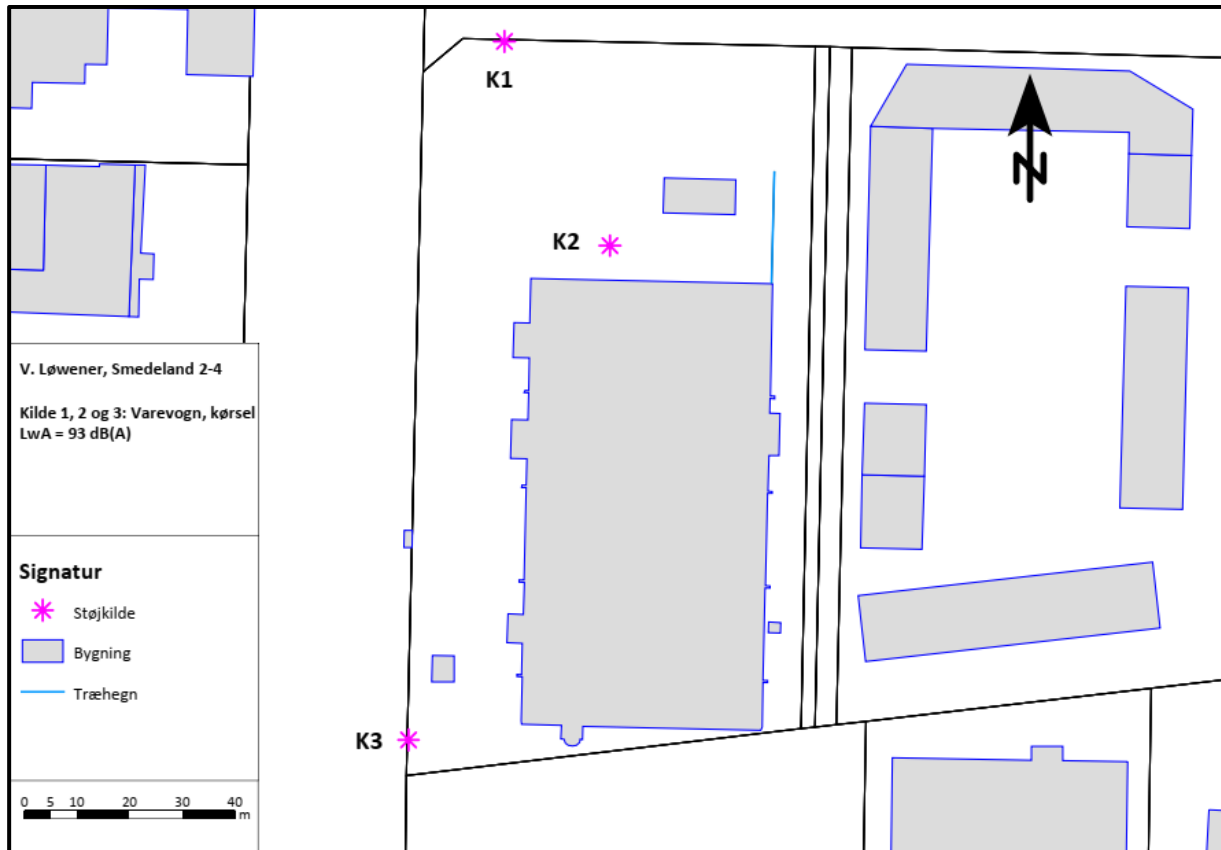 K1
K2
N
V. Løwener, Smedeland 2-4
Kilde 1, 2 og 3: Varevogn, kørsel
LwA = 93 dB(A)
Signatur
Støjkilde
Bygning
Træhegn
K3
0 5 10 20 30 40
m